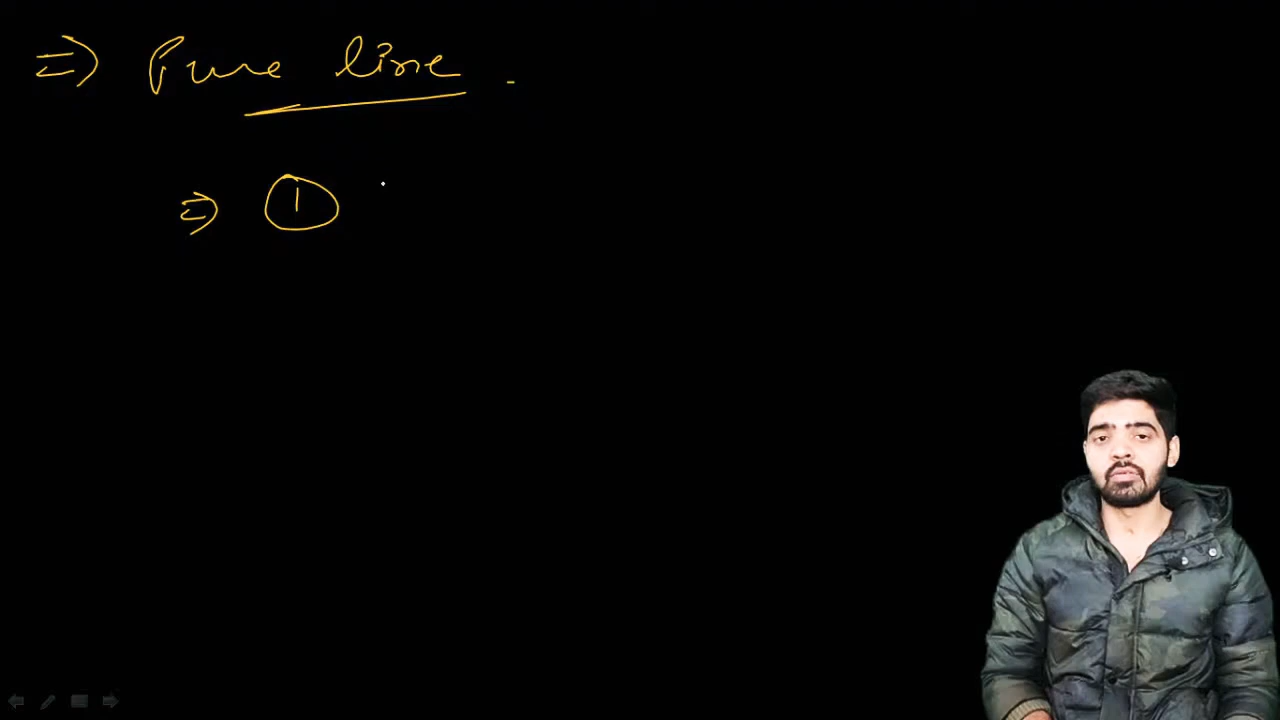 ⇒ Pure line .
⇒ ①